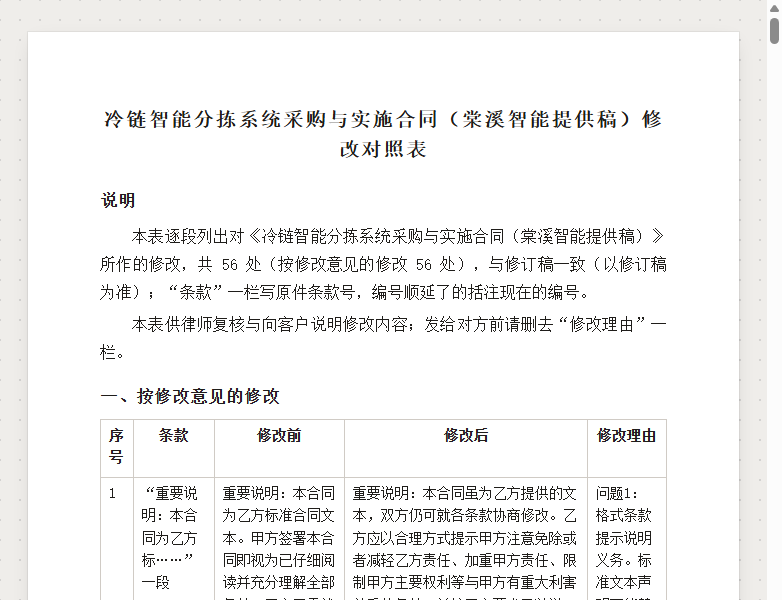 冷链智能分拣系统采购与实施合同（棠溪智能提供稿）修
改对照表
说明
本表逐段列出对《冷链智能分拣系统采购与实施合同（棠溪智能提供稿）》
所作的修改，共 56 处（按修改意见的修改 56 处），与修订稿一致（以修订稿
为准）；“条款”一栏写原件条款号，编号顺延了的括注现在的编号。
本表供律师复核与向客户说明修改内容；发给对方前请删去“修改理由”一
栏。
一、按修改意见的修改
序号 条款 修改前 修改后 修改理由
1
“重要说
明：本合
同为乙方
标……”
一段
重要说明：本合同
为乙方标准合同文
本。甲方签署本合
同即视为已仔细阅
读并充分理解全部
重要说明：本合同虽为乙方提供的文
本，双方仍可就各条款协商修改。乙
方应以合理方式提示甲方注意免除或
者减轻乙方责任、加重甲方责任、限
制甲方主要权利等与甲方有重大利害
问题1：
格式条款
提示说明
义务。标
准文本声